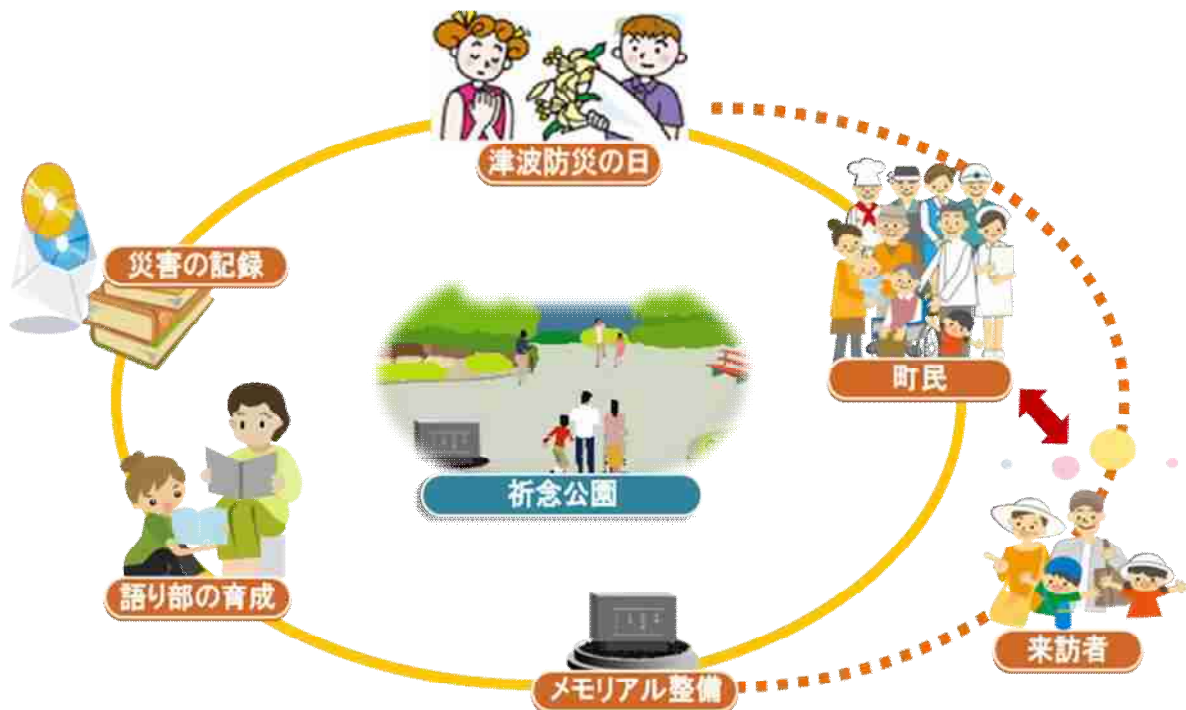 津波防災の日
災害の記録
町民
祈念公園
語り部の育成
来訪者
メモリアル整備